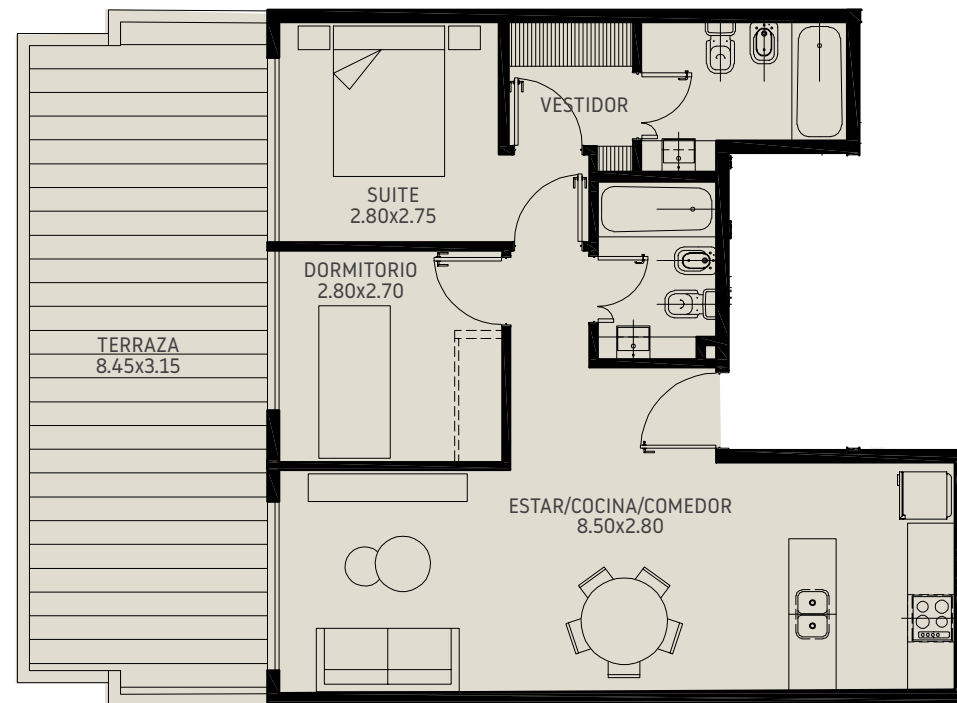 VESTIDOR
SUITE
2.80x2.75
DORMITORIO
2.80x2.70
TERRAZA
8.45x3.15
ESTAR/COCINA/COMEDOR
8.50x2.80